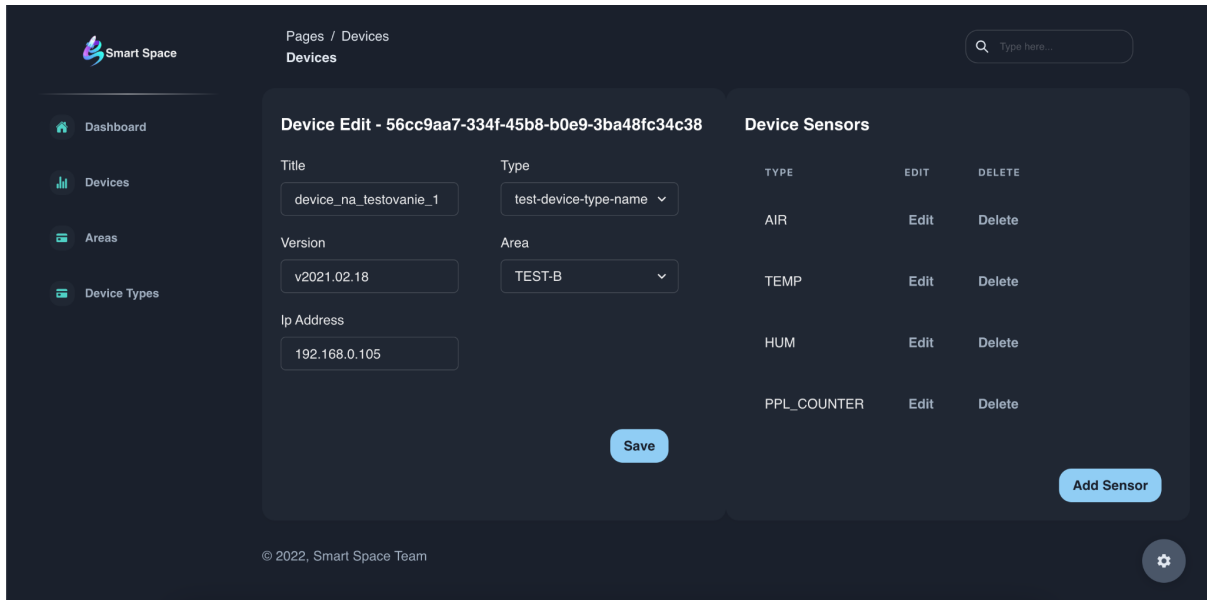 Smart Space
Dashboard
Devices
Areas
Device Types
Pages / Devices
Devices
Type here...
Device Edit - 56cc9aa7-334f-45b8-b0e9-3ba48fc34c38
Title
Type
device_na_testovanie_1
test-device-type-name
Version
Area
v2021.02.18
TEST-B
Ip Address
192.168.0.105
Save
Device Sensors
TYPE EDIT DELETE
AIR Edit Delete
TEMP Edit Delete
HUM Edit Delete
PPL_COUNTER Edit Delete
Add Sensor
© 2022, Smart Space Team